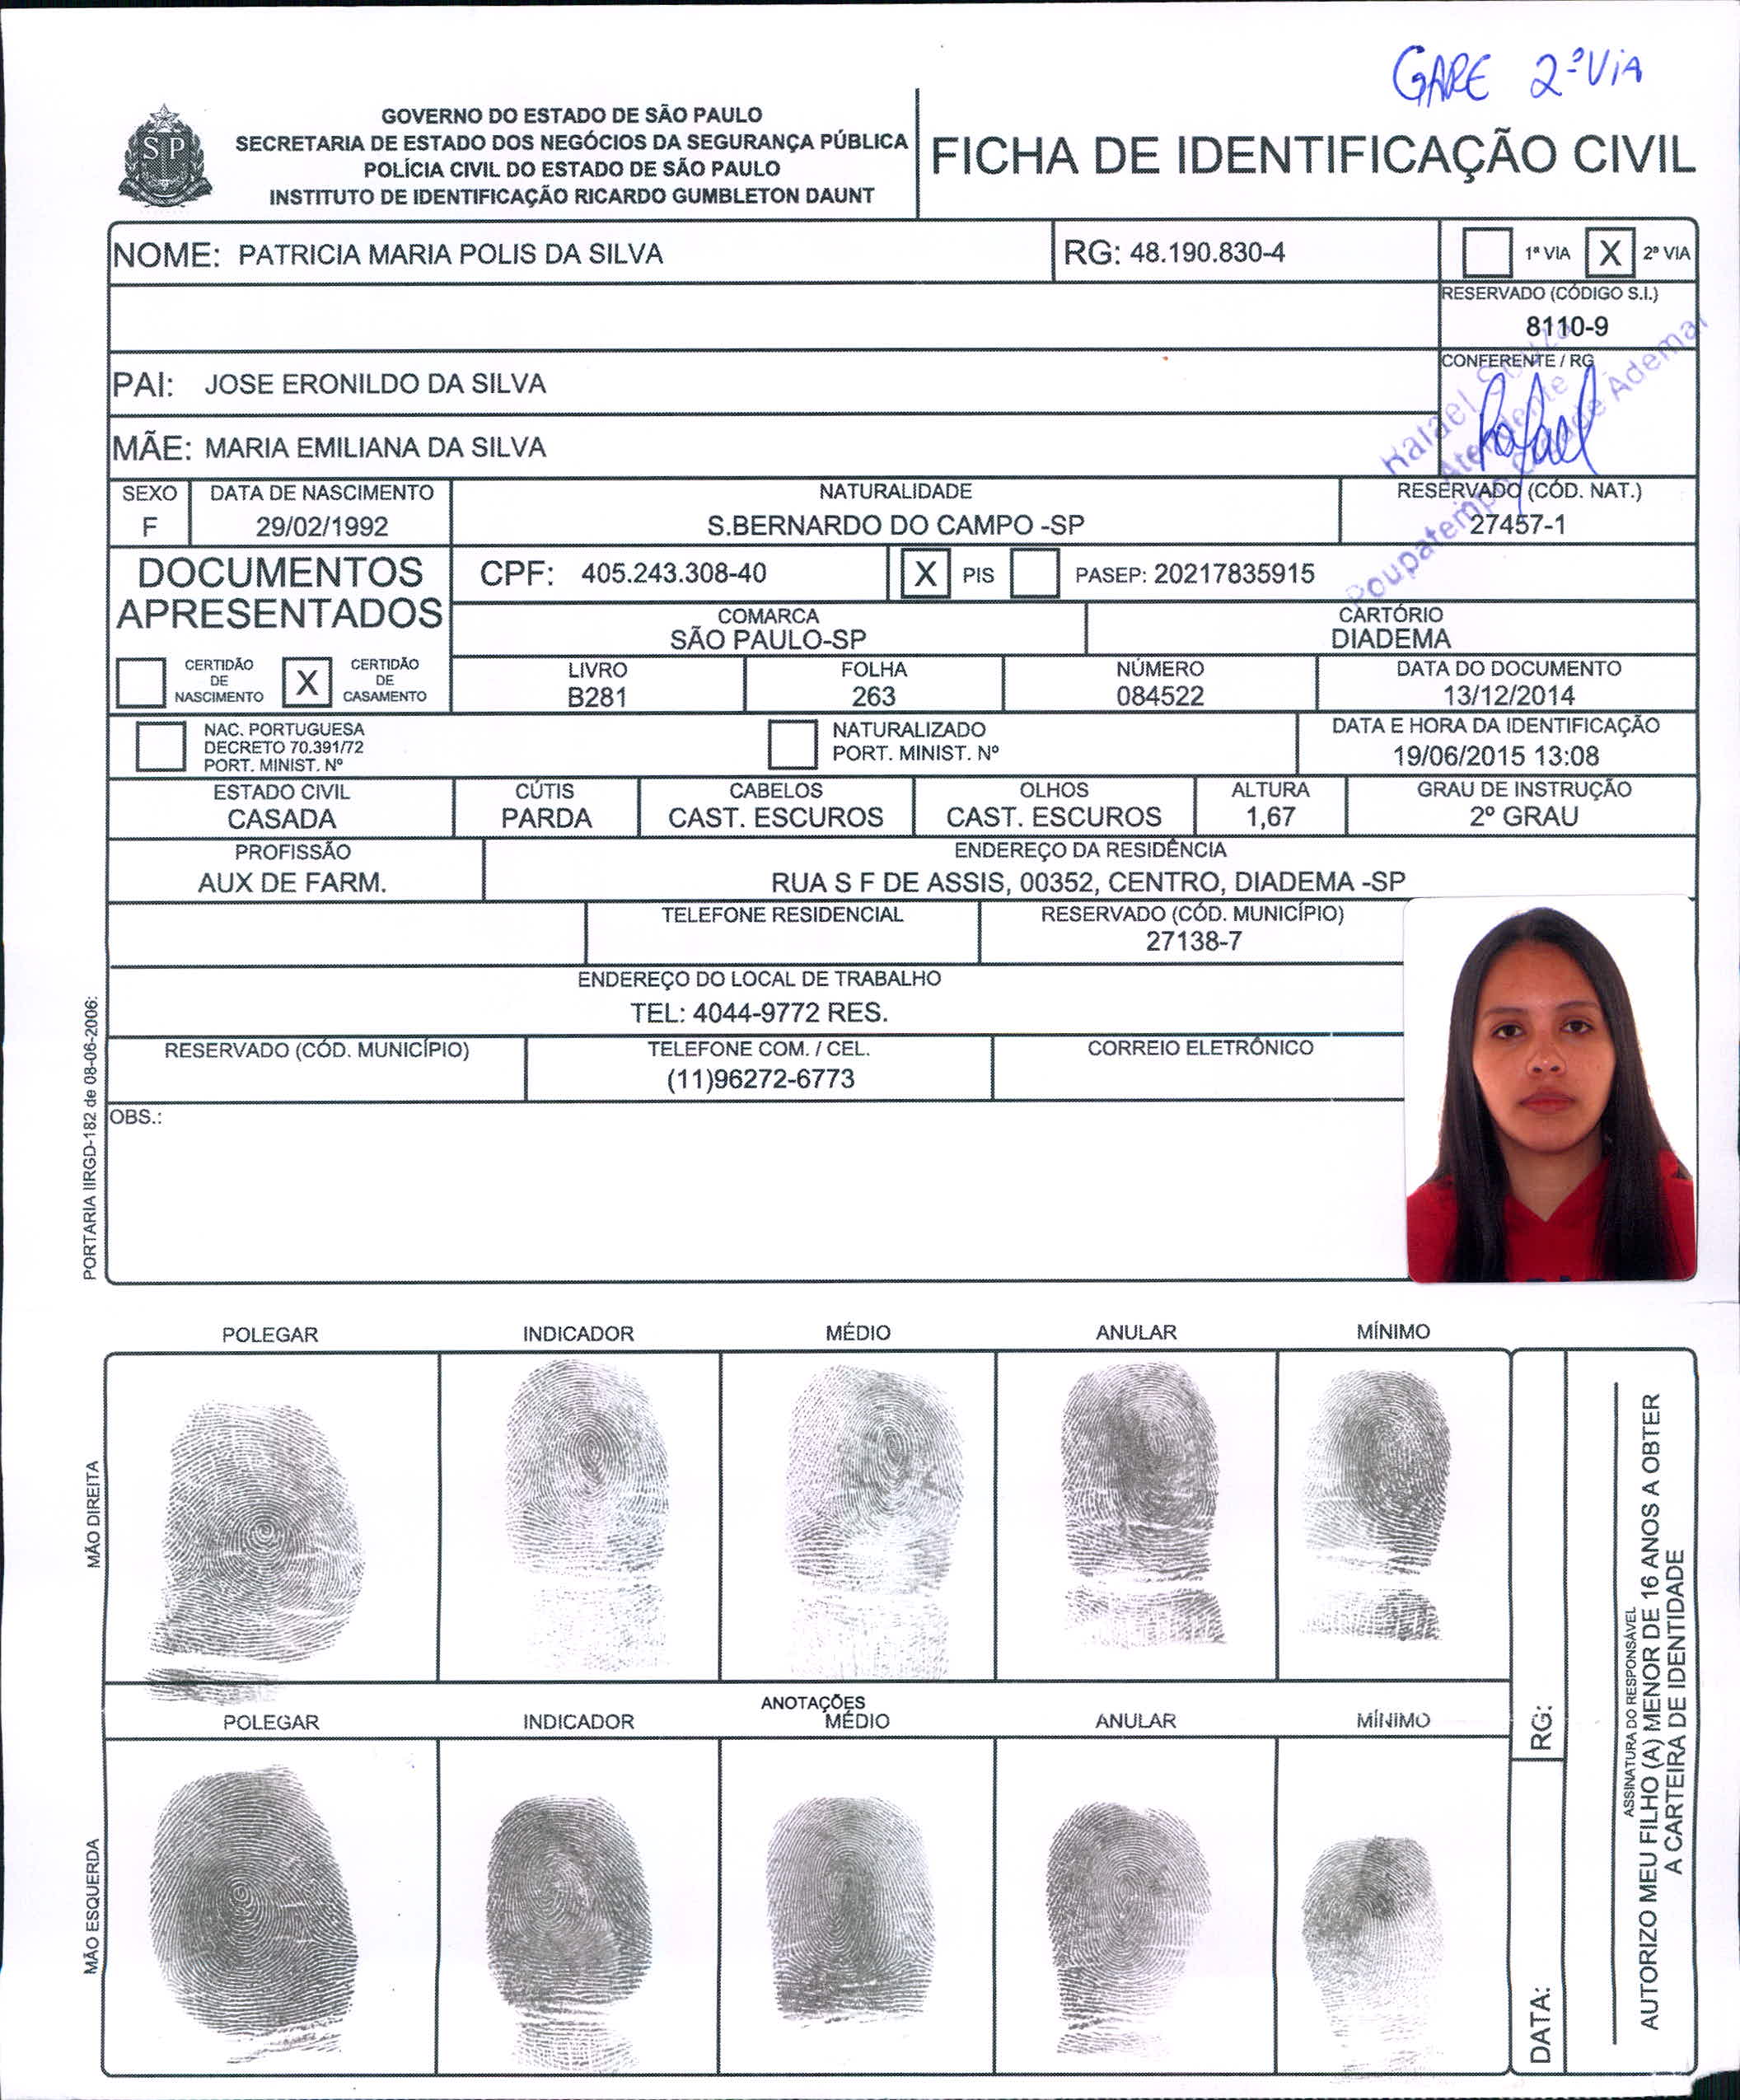 GARE 2ª VIA
GOVERNO DO ESTADO DE SÃO PAULO
SECRETARIA DE ESTADO DOS NEGÓCIOS DA SEGURANÇA PÚBLICA
POLÍCIA CIVIL DO ESTADO DE SÃO PAULO
INSTITUTO DE IDENTIFICAÇÃO RICARDO GUMBLETON DAUNT
SP
FICHA DE IDENTIFICAÇÃO CIVIL
NOME: PATRICIA MARIA POLIS DA SILVA RG: 48.190.830-4 1ª VIA X 2ª VIA
RESERVADO (CÓDIGO S.I.)
8110-9
PAI: JOSE ERONILDO DA SILVA CONFERENTE / RG
MÃE: MARIA EMILIANA DA SILVA
Rafael
Rafael
Atendente
Poupatempo Cidade Ademar
SEXO DATA DE NASCIMENTO NATURALIDADE RESERVADO (CÓD. NAT.)
F 29/02/1992 S.BERNARDO DO CAMPO -SP 27457-1
DOCUMENTOS
APRESENTADOS
CPF: 405.243.308-40 X PIS PASEP: 20217835915
COMARCA CARTÓRIO
SÃO PAULO-SP DIADEMA
CERTIDÃO
DE
NASCIMENTO
X CERTIDÃO
DE
CASAMENTO
LIVRO FOLHA NÚMERO DATA DO DOCUMENTO
B281 263 084522 13/12/2014
NAC. PORTUGUESA
DECRETO 70.391/72
PORT. MINIST. Nº
NATURALIZADO
PORT. MINIST. Nº
DATA E HORA DA IDENTIFICAÇÃO
19/06/2015 13:08
ESTADO CIVIL CÚTIS CABELOS OLHOS ALTURA GRAU DE INSTRUÇÃO
CASADA PARDA CAST. ESCUROS CAST. ESCUROS 1,67 2º GRAU
PROFISSÃO ENDEREÇO DA RESIDÊNCIA
AUX DE FARM. RUA S F DE ASSIS, 00352, CENTRO, DIADEMA -SP
TELEFONE RESIDENCIAL RESERVADO (CÓD. MUNICÍPIO)
27138-7
ENDEREÇO DO LOCAL DE TRABALHO
TEL: 4044-9772 RES.
RESERVADO (CÓD. MUNICÍPIO) TELEFONE COM. / CEL. CORREIO ELETRÔNICO
(11)96272-6773
OBS.:
PORTARIA IIRGD-182 de 08-06-2006:
POLEGAR INDICADOR MÉDIO ANULAR MÍNIMO
MÃO DIREITA
ANOTAÇÕES
POLEGAR INDICADOR MÉDIO ANULAR MÍNIMO
MÃO ESQUERDA
RG:
DATA:
ASSINATURA DO RESPONSÁVEL
AUTORIZO MEU FILHO (A) MENOR DE 16 ANOS A OBTER
A CARTEIRA DE IDENTIDADE